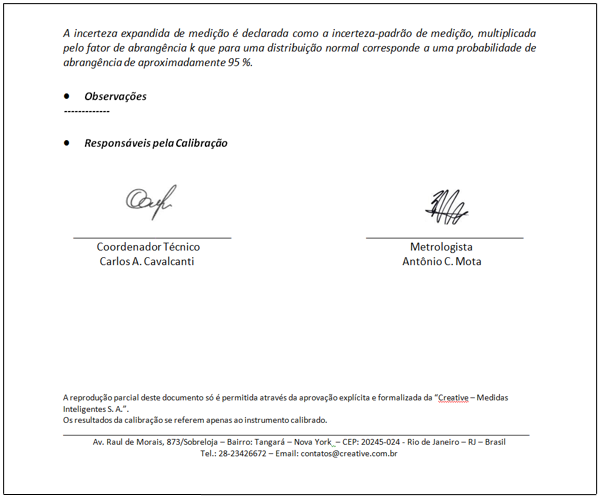 A incerteza expandida de medição é declarada como a incerteza-padrão de medição, multiplicada
pelo fator de abrangência k que para uma distribuição normal corresponde a uma probabilidade de
abrangência de aproximadamente 95 %.
● Observações
-------------
● Responsáveis pela Calibração
Coordenador Técnico
Carlos A. Cavalcanti
Metrologista
Antônio C. Mota
A reprodução parcial deste documento só é permitida através da aprovação explícita e formalizada da “Creative – Medidas
Inteligentes S. A.”.
Os resultados da calibração se referem apenas ao instrumento calibrado.
Av. Raul de Morais, 873/Sobreloja – Bairro: Tangará – Nova York_– CEP: 20245-024 - Rio de Janeiro – RJ – Brasil
Tel.: 28-23426672 – Email: contatos@creative.com.br